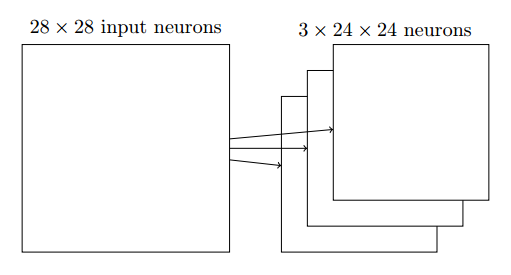 28 × 28 input neurons
3 × 24 × 24 neurons